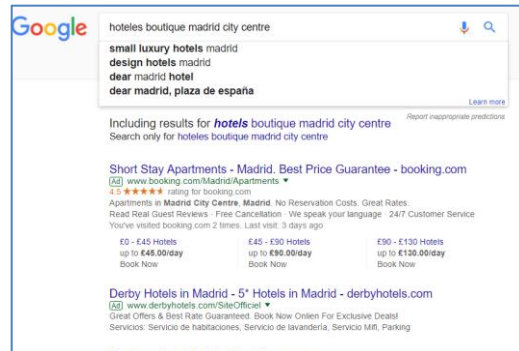 Google
hoteles boutique madrid city centre
small luxury hotels madrid
design hotels madrid
dear madrid hotel
dear madrid, plaza de españa
Learn more
Report inappropriate predictions
Including results for hotels boutique madrid city centre
Search only for hoteles boutique madrid city centre
Short Stay Apartments - Madrid. Best Price Guarantee - booking.com
Ad www.booking.com/Madrid/Apartments
4.5 rating for booking.com
Apartments in Madrid City Centre, Madrid. No Reservation Costs. Great Rates.
Read Real Guest Reviews · Free Cancellation · We speak your language · 24/7 Customer Service
You've visited booking.com 2 times. Last visit: 3 days ago
£0 - £45 Hotels £45 - £90 Hotels £90 - £130 Hotels
up to £45.00/day up to £90.00/day up to £130.00/day
Book Now Book Now Book Now
Derby Hotels in Madrid - 5* Hotels in Madrid - derbyhotels.com
Ad www.derbyhotels.com/SiteOfficiel
Great Offers & Best Rate Guaranteed. Book Now Onlien For Exclusive Deals!
Servicios: Servicio de habitaciones, Servicio de lavandería, Servicio Mifi, Parking